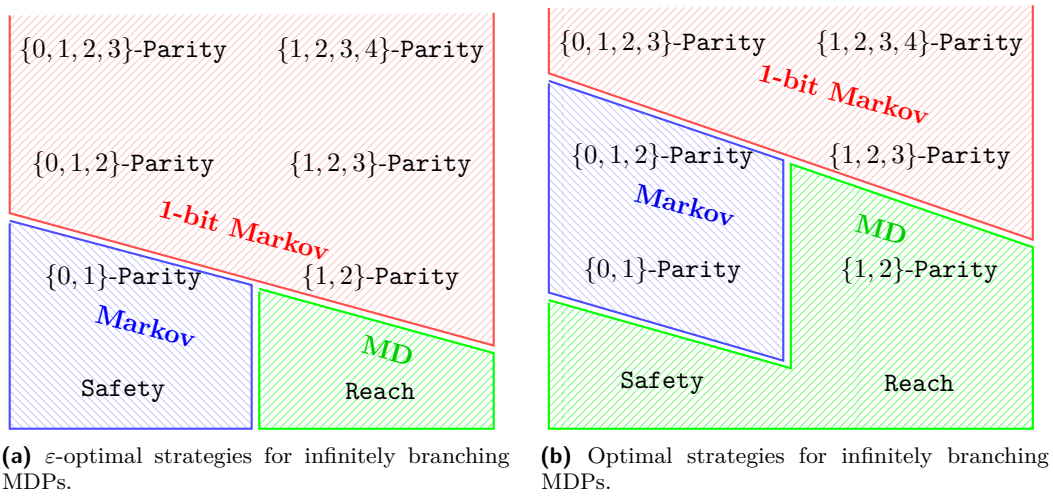 {0, 1, 2, 3}-Parity {1, 2, 3, 4}-Parity
{0, 1, 2}-Parity {1, 2, 3}-Parity
1-bit Markov
{0, 1}-Parity {1, 2}-Parity
Markov
MD
Safety Reach
(a) ε-optimal strategies for infinitely branching
MDPs.
{0, 1, 2, 3}-Parity {1, 2, 3, 4}-Parity
1-bit Markov
{0, 1, 2}-Parity {1, 2, 3}-Parity
Markov
MD
{0, 1}-Parity {1, 2}-Parity
Safety Reach
(b) Optimal strategies for infinitely branching
MDPs.